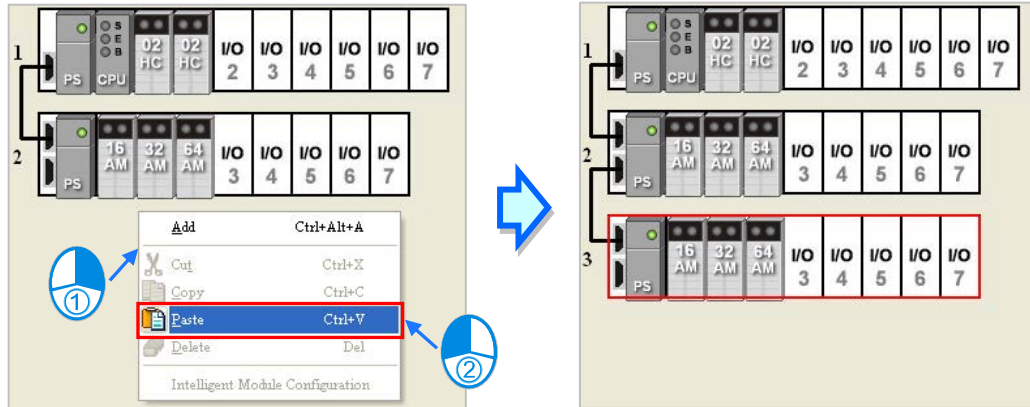 1 PS CPU S E B 02 HC 02 HC I/O 2 I/O 3 I/O 4 I/O 5 I/O 6 I/O 7
2 PS 16 AM 32 AM 64 AM I/O 3 I/O 4 I/O 5 I/O 6 I/O 7
Add Ctrl+Alt+A
Cut Ctrl+X
Copy Ctrl+C
Paste Ctrl+V
Delete Del
Intelligent Module Configuration
1
2
1 PS CPU S E B 02 HC 02 HC I/O 2 I/O 3 I/O 4 I/O 5 I/O 6 I/O 7
2 PS 16 AM 32 AM 64 AM I/O 3 I/O 4 I/O 5 I/O 6 I/O 7
3 PS 16 AM 32 AM 64 AM I/O 3 I/O 4 I/O 5 I/O 6 I/O 7